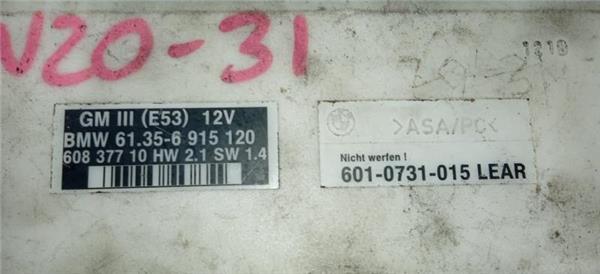 N20-31
1318
GM III (E53) 12V
BMW 61.35-6 915 120
608 377 10 HW 2.1 SW 1.4
>ASA/PC<
Nicht werfen !
601-0731-015 LEAR